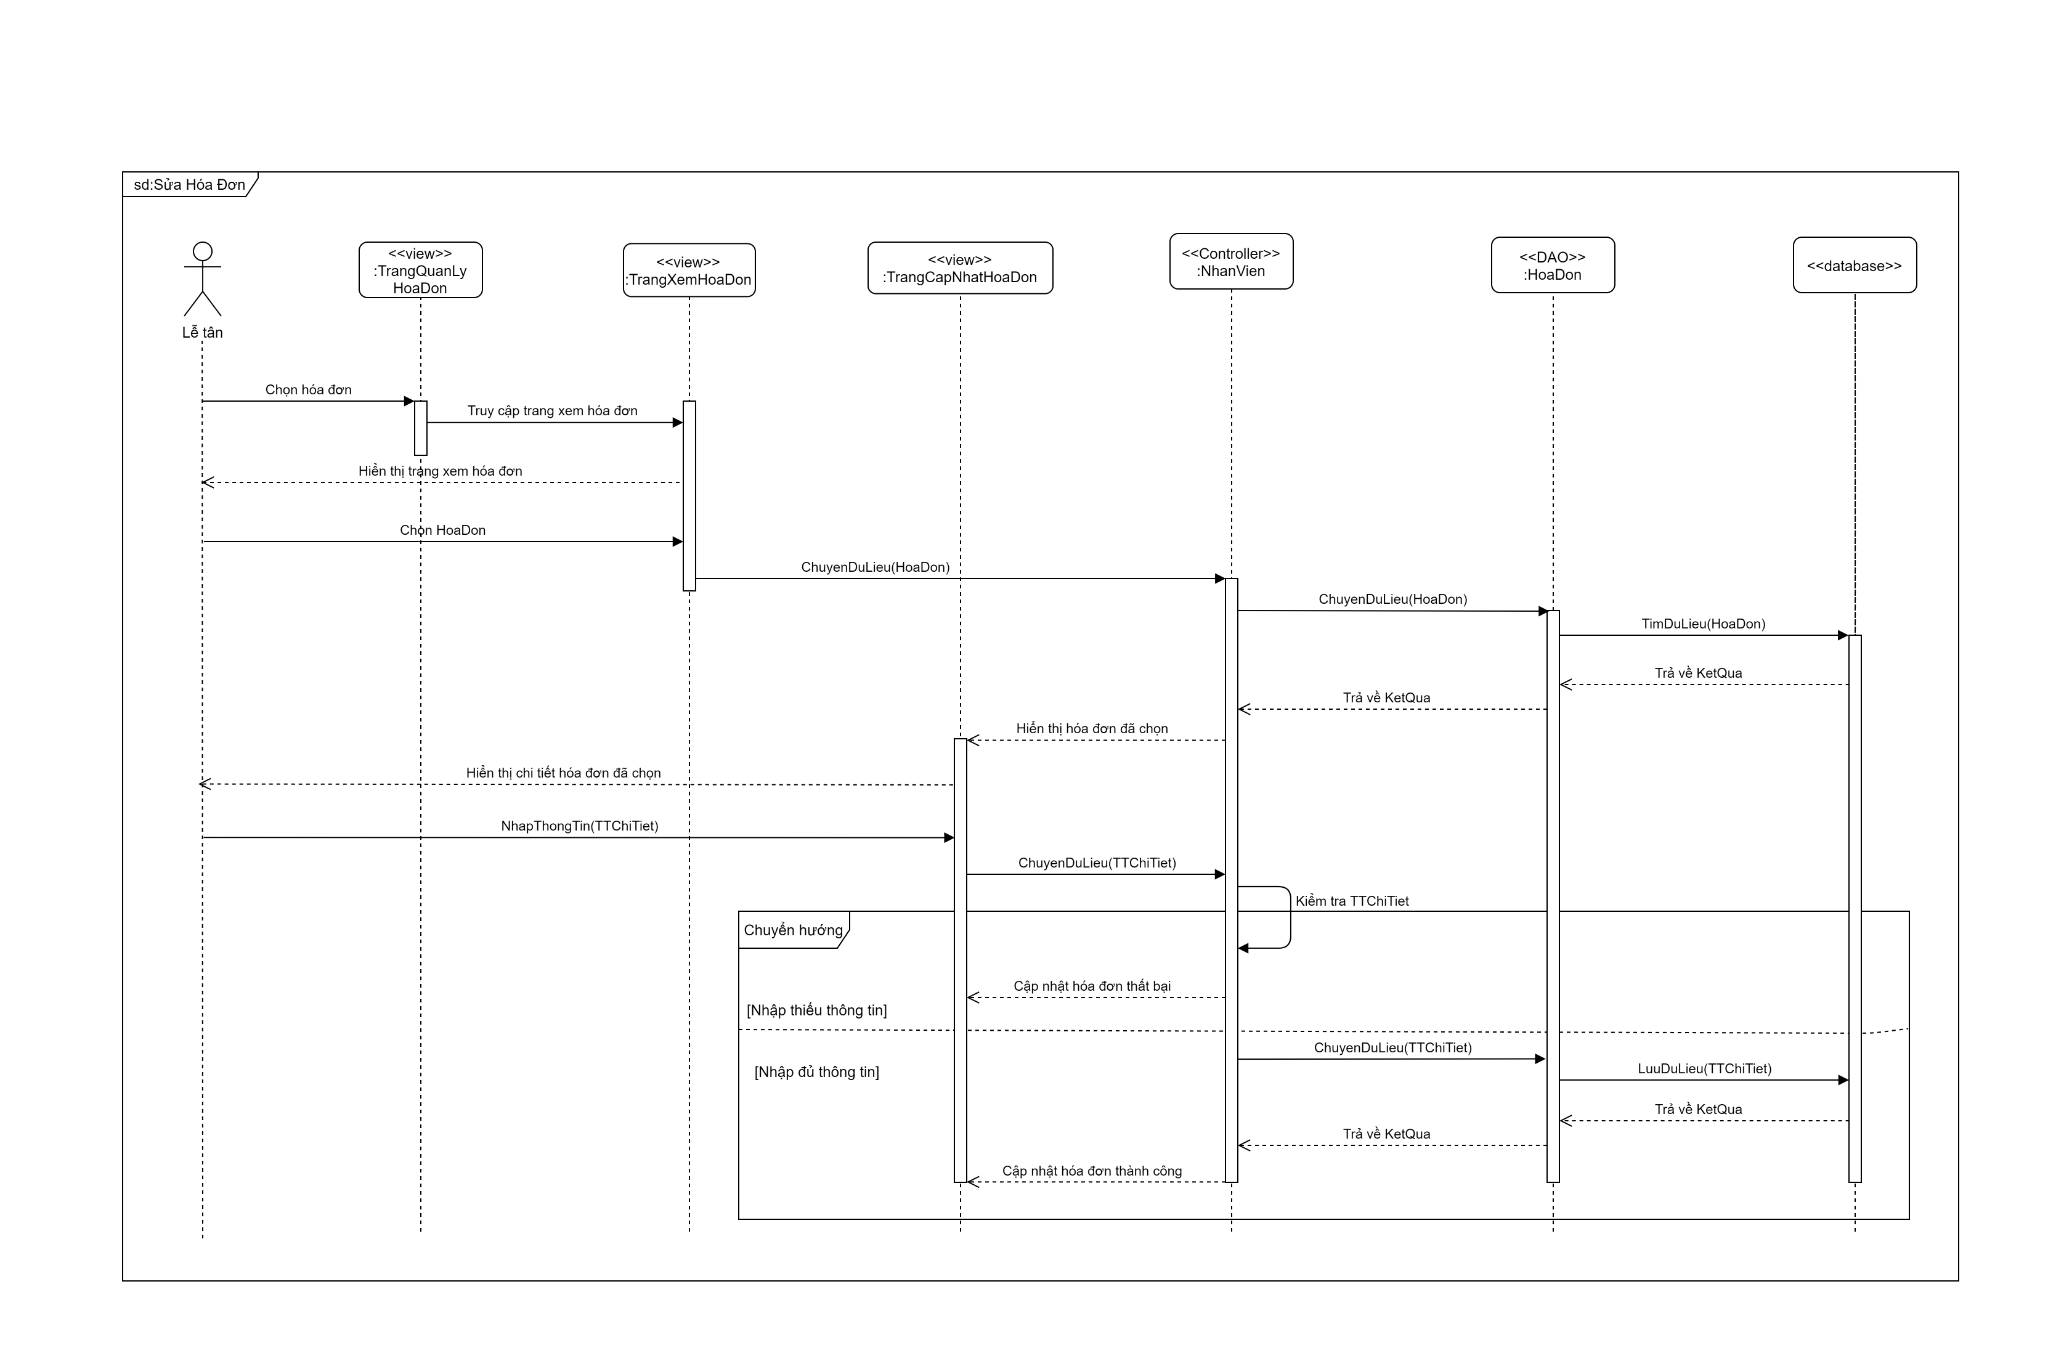 sd:Sửa Hóa Đơn
<<view>>
:TrangQuanLy
HoaDon
<<view>>
:TrangXemHoaDon
<<view>>
:TrangCapNhatHoaDon
<<Controller>>
:NhanVien
<<DAO>>
:HoaDon
<<database>>
Lễ tân
Chọn hóa đơn
Truy cập trang xem hóa đơn
Hiển thị trang xem hóa đơn
Chọn HoaDon
ChuyenDuLieu(HoaDon)
ChuyenDuLieu(HoaDon)
TimDuLieu(HoaDon)
Trả về KetQua
Trả về KetQua
Hiển thị hóa đơn đã chọn
Hiển thị chi tiết hóa đơn đã chọn
NhapThongTin(TTChiTiet)
ChuyenDuLieu(TTChiTiet)
Kiểm tra TTChiTiet
Chuyển hướng
Cập nhật hóa đơn thất bại
[Nhập thiếu thông tin]
ChuyenDuLieu(TTChiTiet)
[Nhập đủ thông tin]
LuuDuLieu(TTChiTiet)
Trả về KetQua
Trả về KetQua
Cập nhật hóa đơn thành công